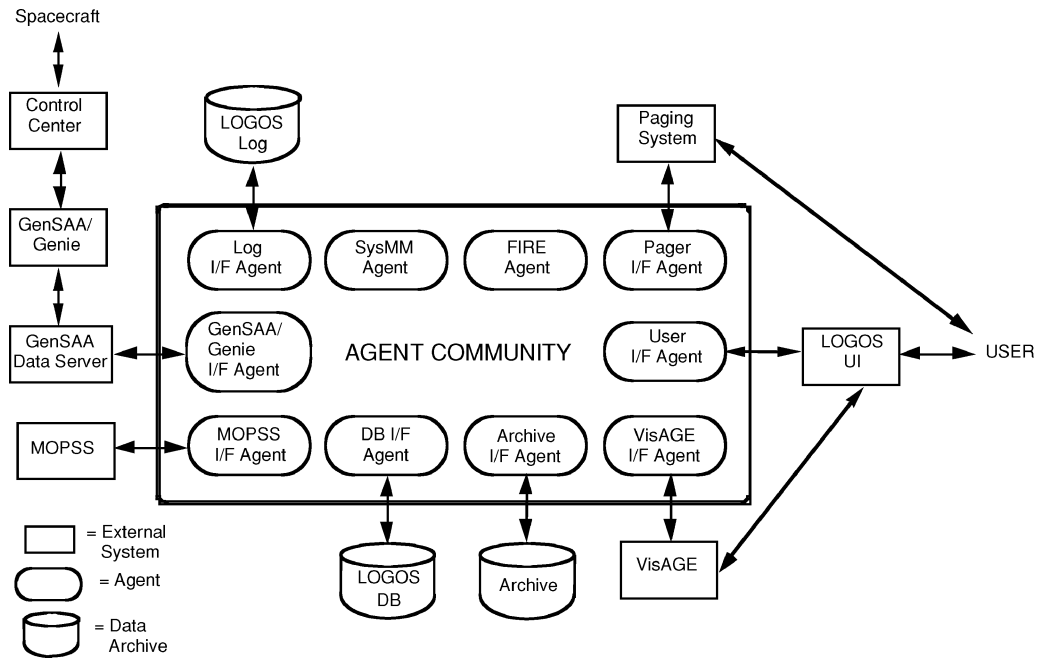 Spacecraft
Control
Center
LOGOS
Log
Paging
System
GenSAA/
Genie
Log
I/F Agent
SysMM
Agent
FIRE
Agent
Pager
I/F Agent
GenSAA
Data Server
GenSAA/
Genie
I/F Agent
AGENT COMMUNITY
User
I/F Agent
LOGOS
UI
USER
MOPSS
MOPSS
I/F Agent
DB I/F
Agent
Archive
I/F Agent
VisAGE
I/F Agent
= External
System
LOGOS
DB
Archive
VisAGE
= Agent
= Data
Archive